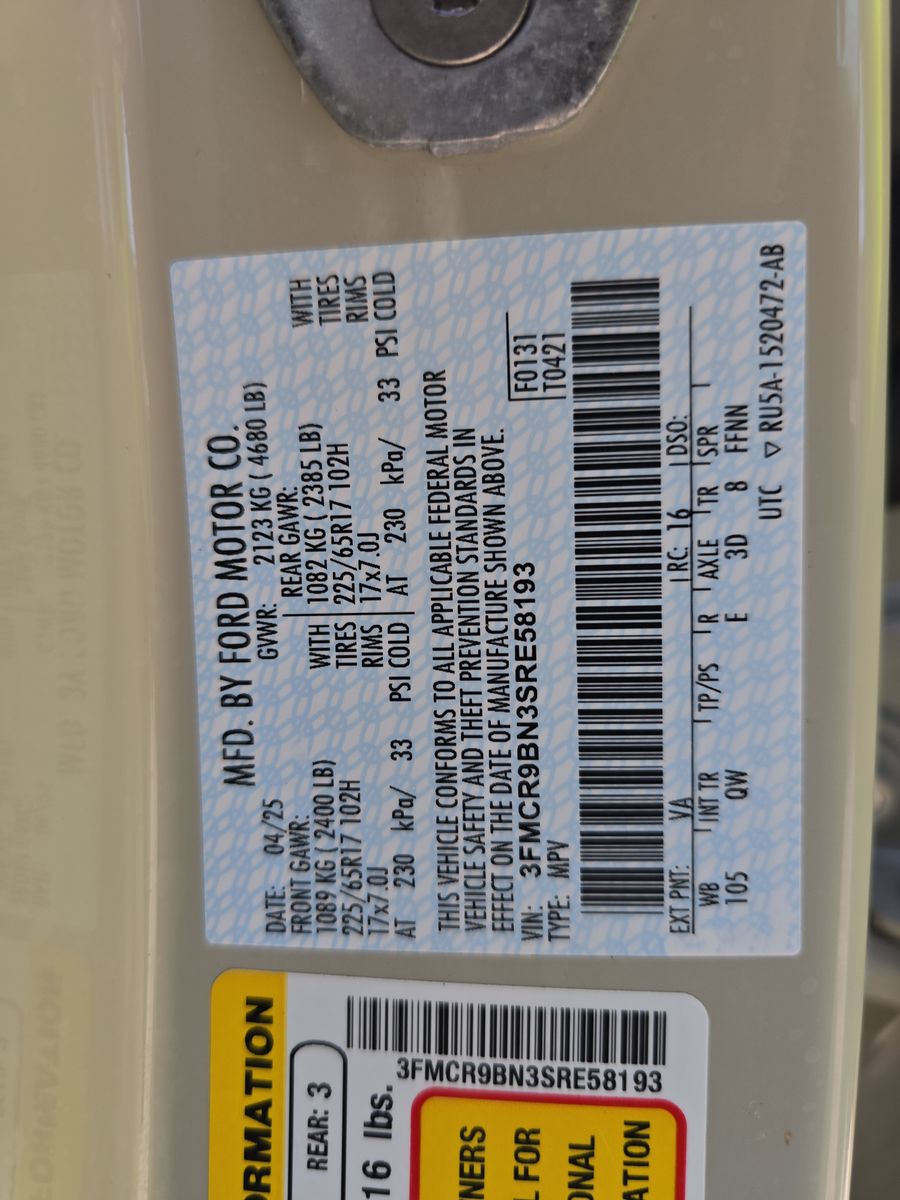 MFD. BY FORD MOTOR CO.
DATE: 04/25 GVWR: 2123 KG ( 4680 LB)
FRONT GAWR: REAR GAWR:
1089 KG ( 2400 LB) WITH 1082 KG ( 2385 LB) WITH
225/65R17 102H TIRES 225/65R17 102H TIRES
17x7.0J RIMS 17x7.0J RIMS
AT 230 kPa/ 33 PSI COLD AT 230 kPa/ 33 PSI COLD
THIS VEHICLE CONFORMS TO ALL APPLICABLE FEDERAL MOTOR
VEHICLE SAFETY AND THEFT PREVENTION STANDARDS IN
EFFECT ON THE DATE OF MANUFACTURE SHOWN ABOVE.
VIN: 3FMCR9BN3SRE58193 F0131
TYPE: MPV T0421
EXT PNT: YA RC: 16 DSO:
WB INT TR TP/PS R AXLE TR SPR
105 QW E 3D 8 FFNN
UTC ▽ RU5A-1520472-AB
ORMATION
REAR: 3
16 lbs.
3FMCR9BN3SRE58193
NERS
L FOR
ONAL
ATION